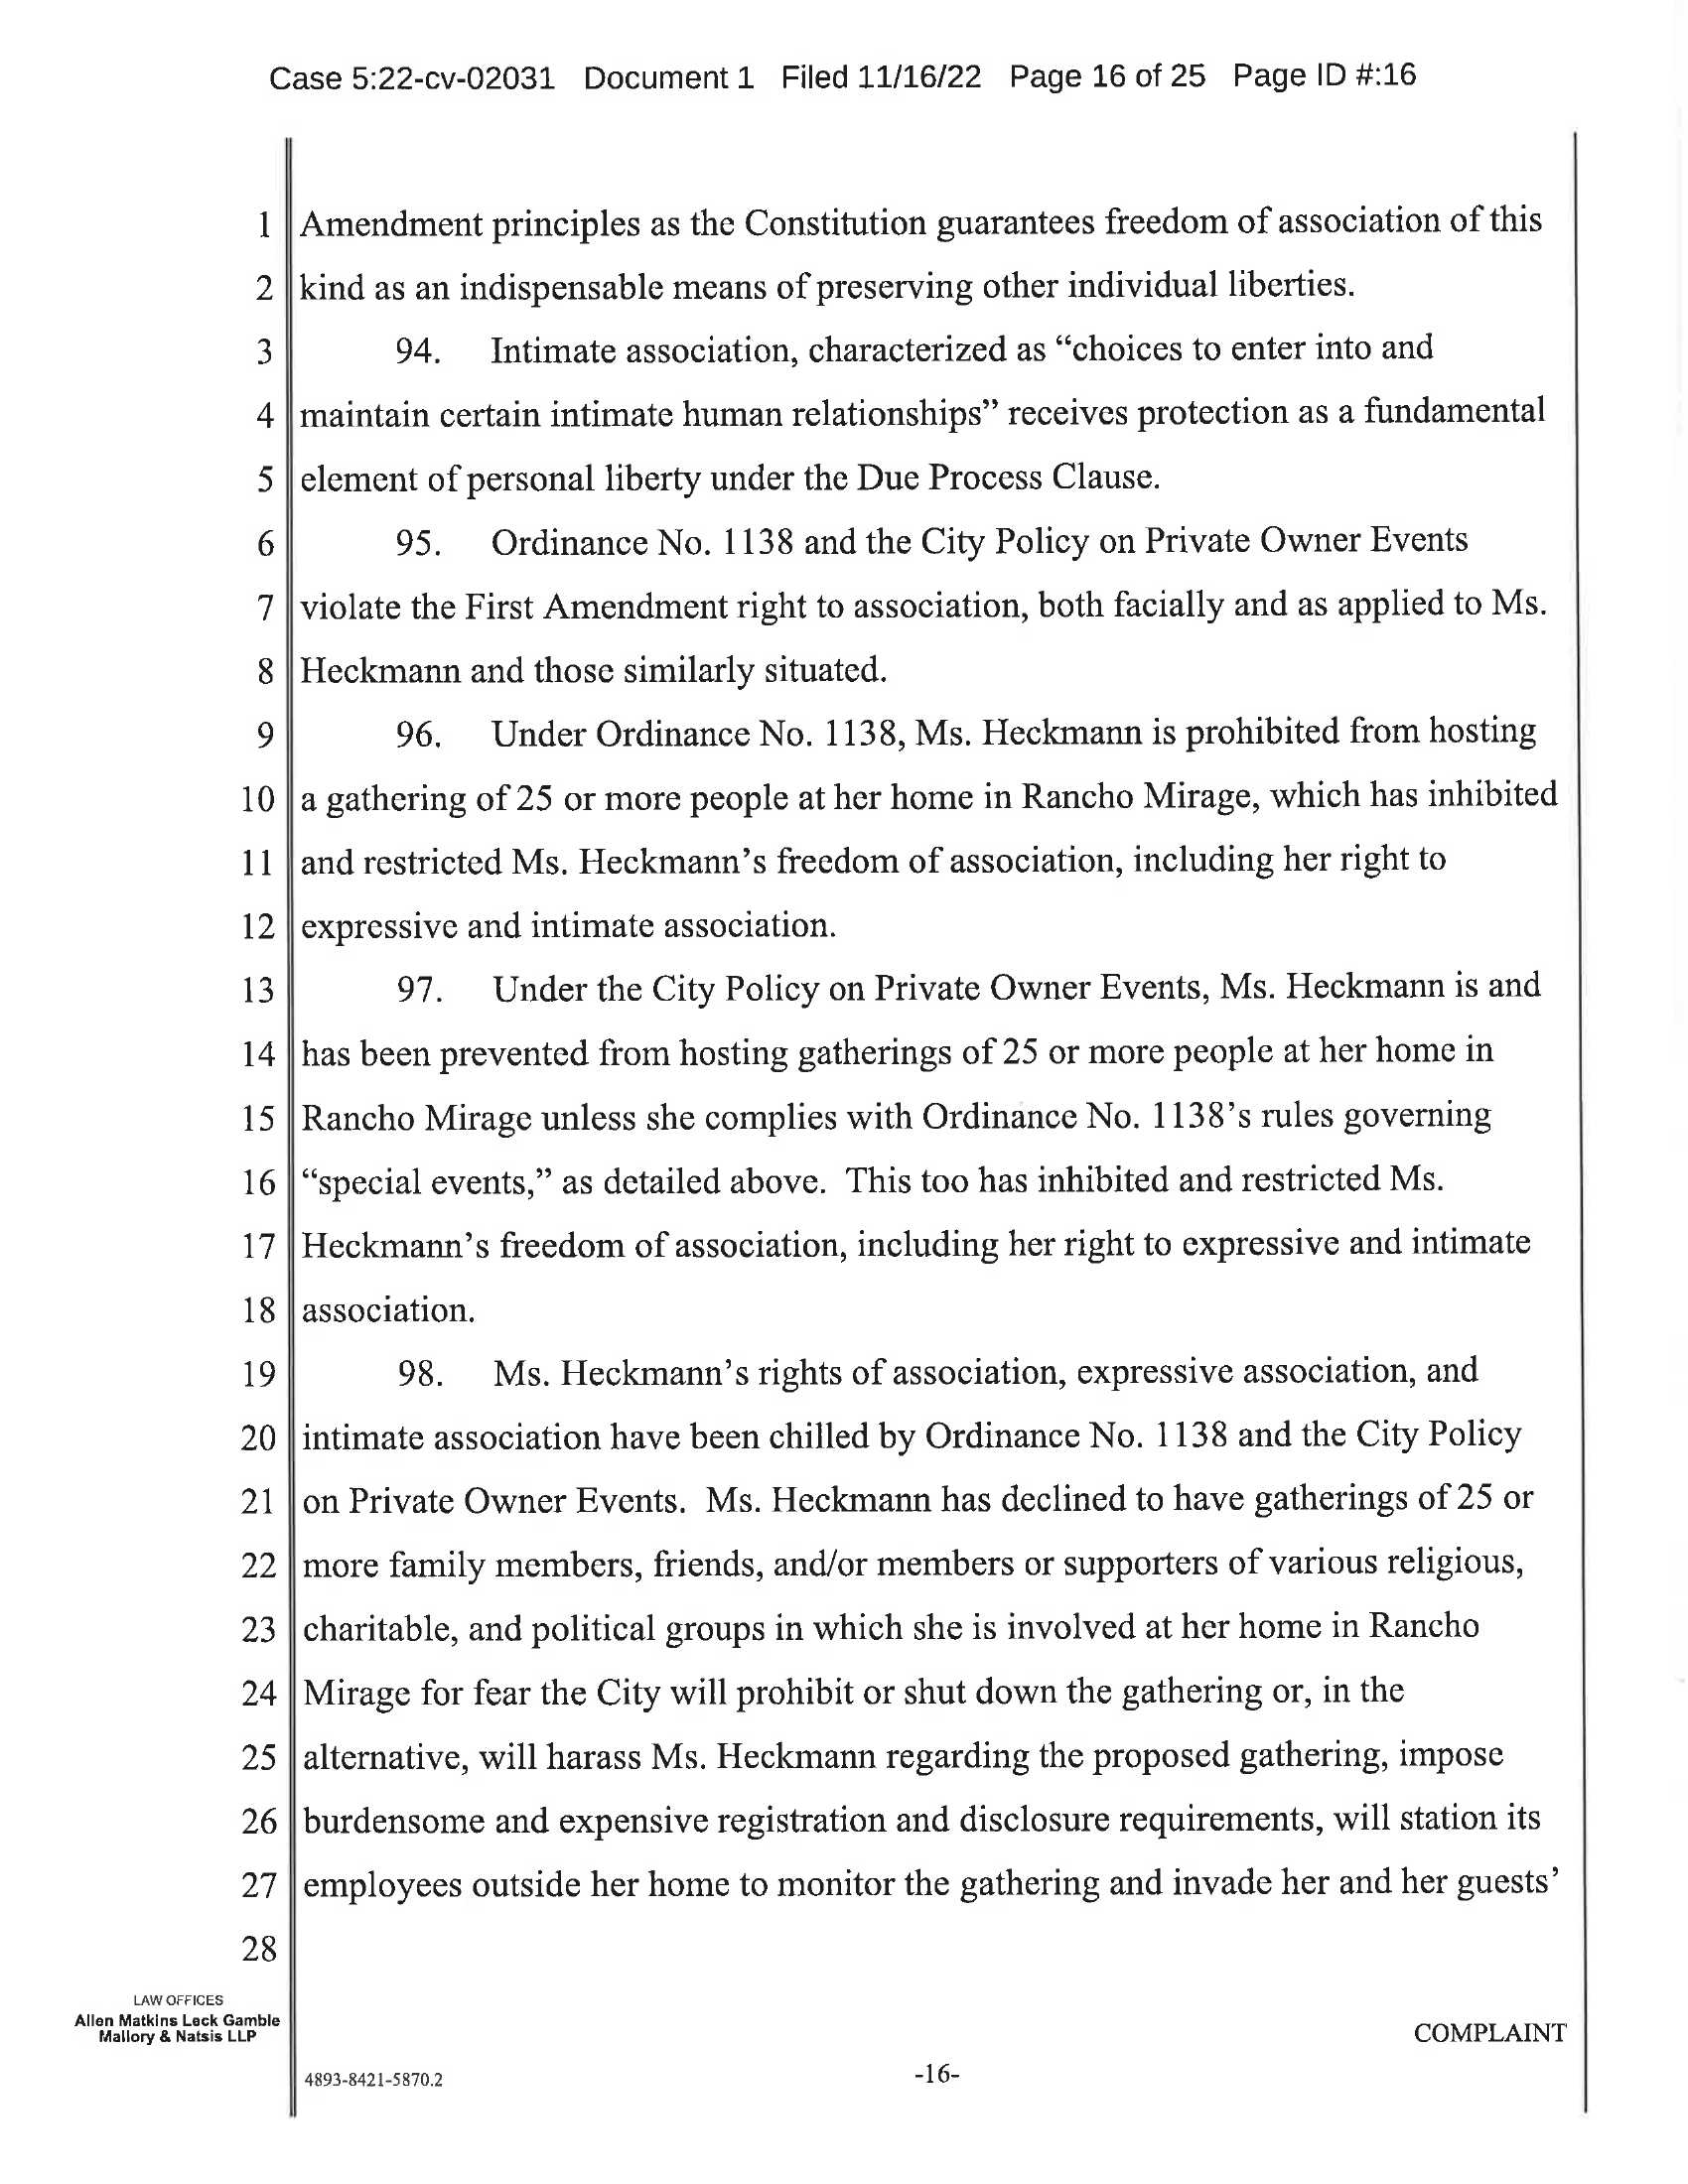 Case 5:22-cv-02031 Document 1 Filed 11/16/22 Page 16 of 25 Page ID #:16
1 Amendment principles as the Constitution guarantees freedom of association of this
2 kind as an indispensable means of preserving other individual liberties.
3 94. Intimate association, characterized as “choices to enter into and
4 maintain certain intimate human relationships” receives protection as a fundamental
5 element of personal liberty under the Due Process Clause.
6 95. Ordinance No. 1138 and the City Policy on Private Owner Events
7 violate the First Amendment right to association, both facially and as applied to Ms.
8 Heckmann and those similarly situated.
9 96. Under Ordinance No. 1138, Ms. Heckmann is prohibited from hosting
10 a gathering of 25 or more people at her home in Rancho Mirage, which has inhibited
11 and restricted Ms. Heckmann’s freedom of association, including her right to
12 expressive and intimate association.
13 97. Under the City Policy on Private Owner Events, Ms. Heckmann is and
14 has been prevented from hosting gatherings of 25 or more people at her home in
15 Rancho Mirage unless she complies with Ordinance No. 1138’s rules governing
16 “special events,” as detailed above. This too has inhibited and restricted Ms.
17 Heckmann’s freedom of association, including her right to expressive and intimate
18 association.
19 98. Ms. Heckmann’s rights of association, expressive association, and
20 intimate association have been chilled by Ordinance No. 1138 and the City Policy
21 on Private Owner Events. Ms. Heckmann has declined to have gatherings of 25 or
22 more family members, friends, and/or members or supporters of various religious,
23 charitable, and political groups in which she is involved at her home in Rancho
24 Mirage for fear the City will prohibit or shut down the gathering or, in the
25 alternative, will harass Ms. Heckmann regarding the proposed gathering, impose
26 burdensome and expensive registration and disclosure requirements, will station its
27 employees outside her home to monitor the gathering and invade her and her guests’
28
LAW OFFICES
Allen Matkins Leck Gamble
Mallory & Natsis LLP
COMPLAINT
4893-8421-5870.2
-16-